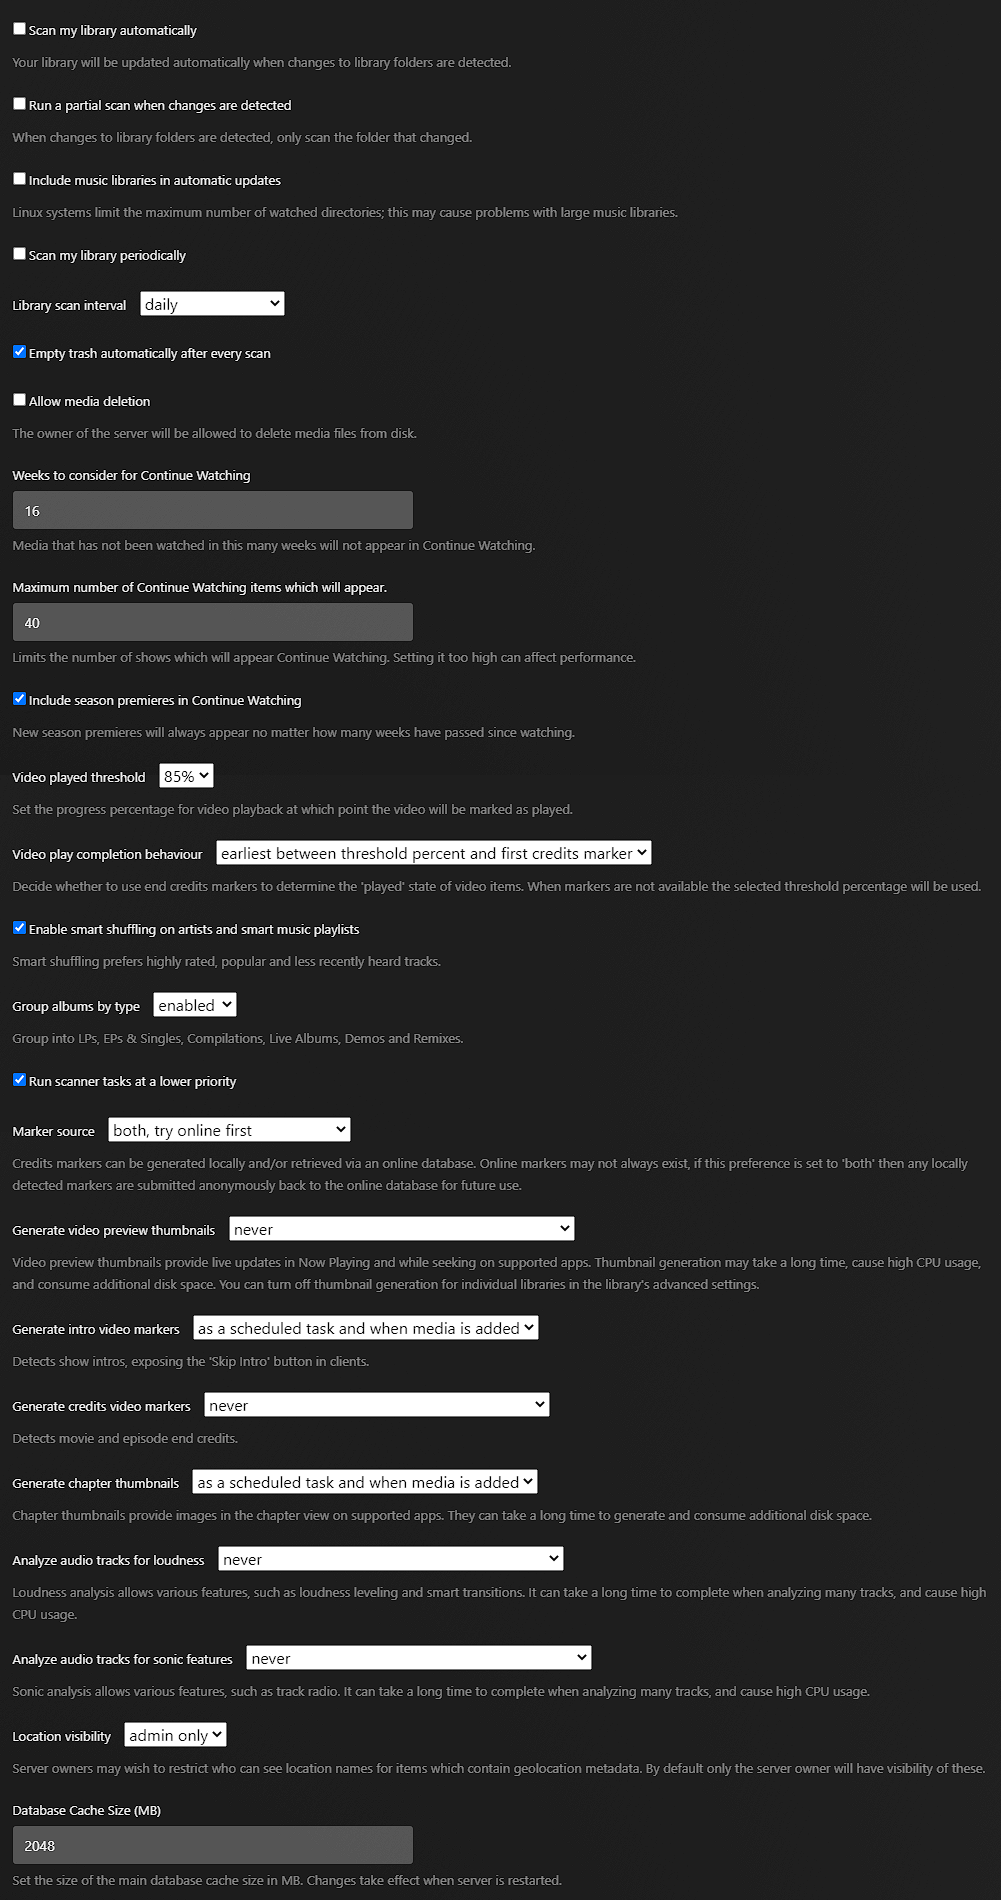 Scan my library automatically
Your library will be updated automatically when changes to library folders are detected.
Run a partial scan when changes are detected
When changes to library folders are detected, only scan the folder that changed.
Include music libraries in automatic updates
Linux systems limit the maximum number of watched directories; this may cause problems with large music libraries.
Scan my library periodically
Library scan interval daily
Empty trash automatically after every scan
Allow media deletion
The owner of the server will be allowed to delete media files from disk.
Weeks to consider for Continue Watching
16
Media that has not been watched in this many weeks will not appear in Continue Watching.
Maximum number of Continue Watching items which will appear.
40
Limits the number of shows which will appear Continue Watching. Setting it too high can affect performance.
Include season premieres in Continue Watching
New season premieres will always appear no matter how many weeks have passed since watching.
Video played threshold 85%
Set the progress percentage for video playback at which point the video will be marked as played.
Video play completion behaviour earliest between threshold percent and first credits marker
Decide whether to use end credits markers to determine the 'played' state of video items. When markers are not available the selected threshold percentage will be used.
Enable smart shuffling on artists and smart music playlists
Smart shuffling prefers highly rated, popular and less recently heard tracks.
Group albums by type enabled
Group into LPs, EPs & Singles, Compilations, Live Albums, Demos and Remixes.
Run scanner tasks at a lower priority
Marker source both, try online first
Credits markers can be generated locally and/or retrieved via an online database. Online markers may not always exist, if this preference is set to 'both' then any locally
detected markers are submitted anonymously back to the online database for future use.
Generate video preview thumbnails never
Video preview thumbnails provide live updates in Now Playing and while seeking on supported apps. Thumbnail generation may take a long time, cause high CPU usage,
and consume additional disk space. You can turn off thumbnail generation for individual libraries in the library's advanced settings.
Generate intro video markers as a scheduled task and when media is added
Detects show intros, exposing the 'Skip Intro' button in clients.
Generate credits video markers never
Detects movie and episode end credits.
Generate chapter thumbnails as a scheduled task and when media is added
Chapter thumbnails provide images in the chapter view on supported apps. They can take a long time to generate and consume additional disk space.
Analyze audio tracks for loudness never
Loudness analysis allows various features, such as loudness leveling and smart transitions. It can take a long time to complete when analyzing many tracks, and cause high
CPU usage.
Analyze audio tracks for sonic features never
Sonic analysis allows various features, such as track radio. It can take a long time to complete when analyzing many tracks, and cause high CPU usage.
Location visibility admin only
Server owners may wish to restrict who can see location names for items which contain geolocation metadata. By default only the server owner will have visibility of these.
Database Cache Size (MB)
2048
Set the size of the main database cache size in MB. Changes take effect when server is restarted.